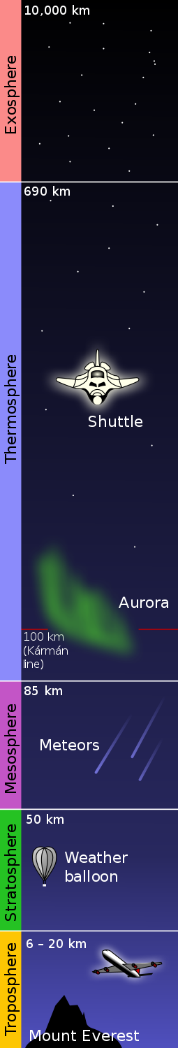 10,000 km
Exosphere
690 km
Thermosphere
Shuttle
Aurora
100 km
(Kármán
line)
85 km
Mesosphere
Meteors
50 km
Stratosphere
Weather
balloon
6 – 20 km
Troposphere
Mount Everest